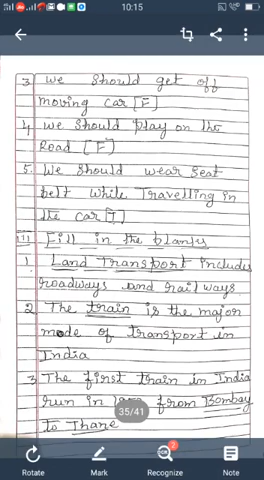 10:15
3 We should get off
moving car [F]
4 We should play on the
Road [F]
5. We should wear seat
belt while Travelling in
the car [T]
III Fill in the blanks
1. Land Transport includes
roadways and railways.
2 The train is the major
mode of transport in
India
3 The first train in India
run in from Bombay
to Thane
35/41
Rotate
Mark
Recognize
Note